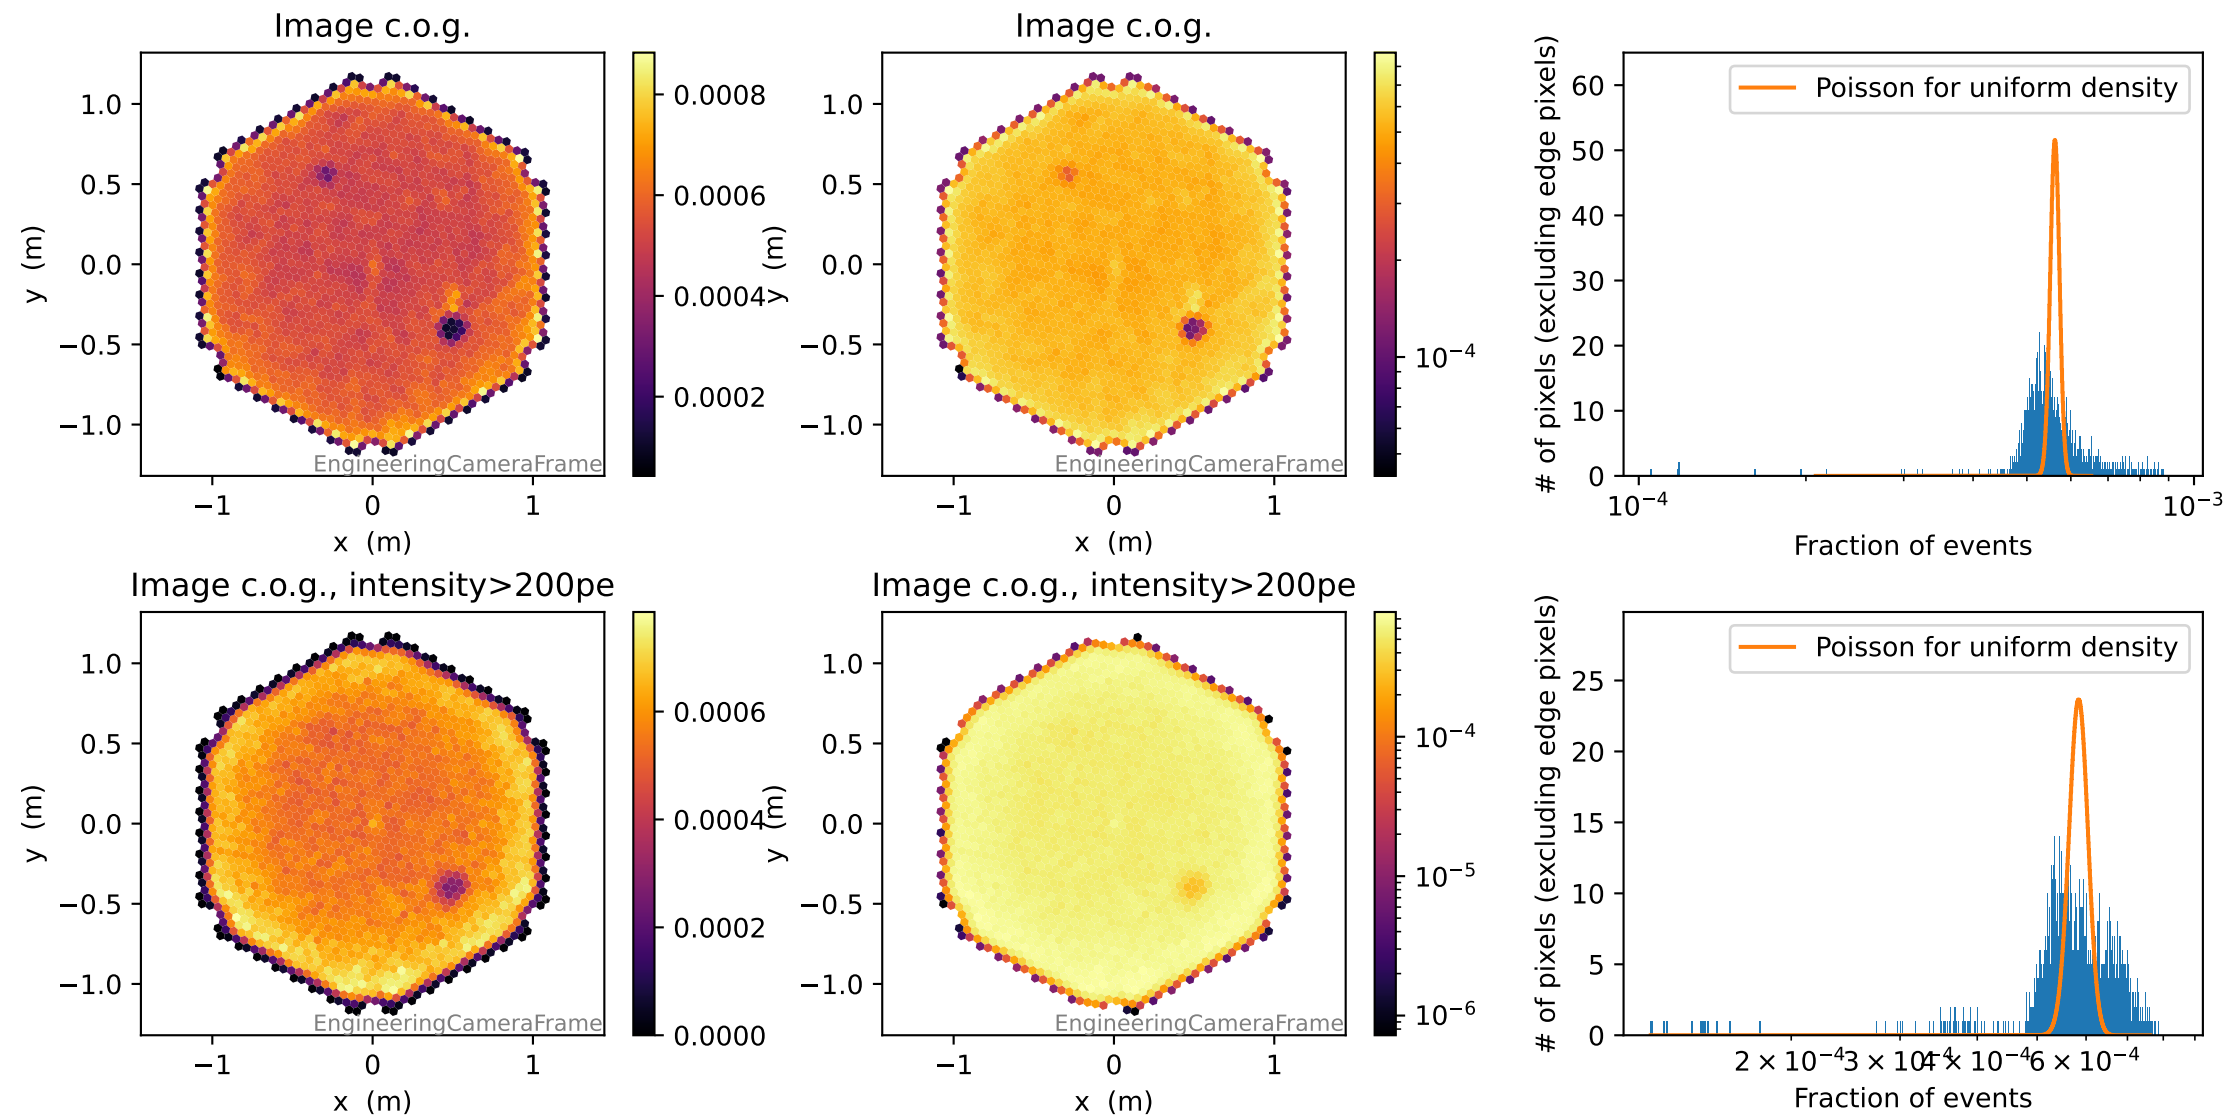 Image c.o.g.
Image c.o.g.
1.0
0.5
0.0
−0.5
−1.0
y (m)
−1
0
1
x (m)
EngineeringCameraFrame
0.0008
0.0006
0.0004
0.0002
1.0
0.5
0.0
−0.5
−1.0
y (m)
−1
0
1
x (m)
EngineeringCameraFrame
10⁻⁴
# of pixels (excluding edge pixels)
60
50
40
30
20
10
0
Poisson for uniform density
10⁻⁴
10⁻³
Fraction of events
Image c.o.g., intensity>200pe
Image c.o.g., intensity>200pe
1.0
0.5
0.0
−0.5
−1.0
y (m)
−1
0
1
x (m)
EngineeringCameraFrame
0.0006
0.0004
0.0002
0.0000
1.0
0.5
0.0
−0.5
−1.0
y (m)
−1
0
1
x (m)
EngineeringCameraFrame
10⁻⁴
10⁻⁵
10⁻⁶
# of pixels (excluding edge pixels)
25
20
15
10
5
0
Poisson for uniform density
2 × 10⁻⁴
3 × 10⁻⁴
4 × 10⁻⁴
6 × 10⁻⁴
Fraction of events